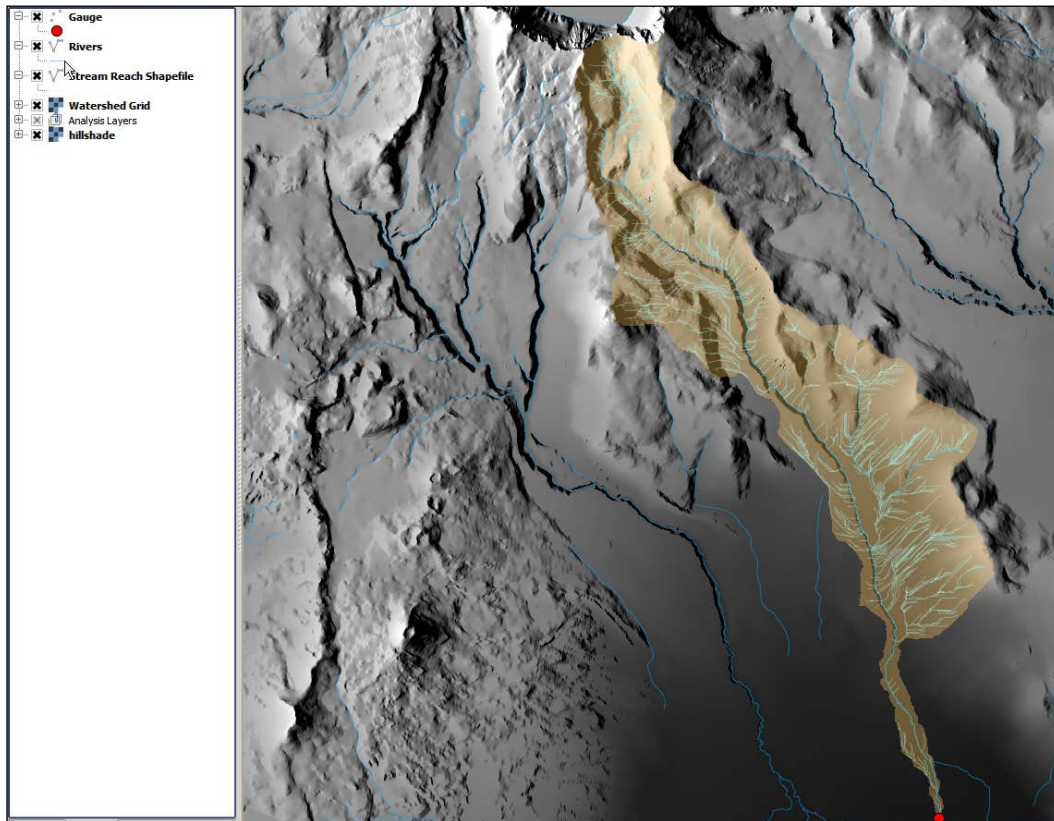 Gauge
Rivers
Stream Reach Shapefile
Watershed Grid
Analysis Layers
hillshade